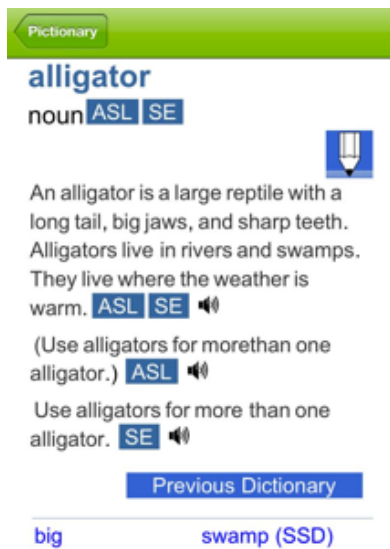 Pictionary
alligator
noun ASL SE
An alligator is a large reptile with a
long tail, big jaws, and sharp teeth.
Alligators live in rivers and swamps.
They live where the weather is
warm. ASL SE
(Use alligators for morethan one
alligator.) ASL
Use alligators for more than one
alligator. SE
Previous Dictionary
big swamp (SSD)